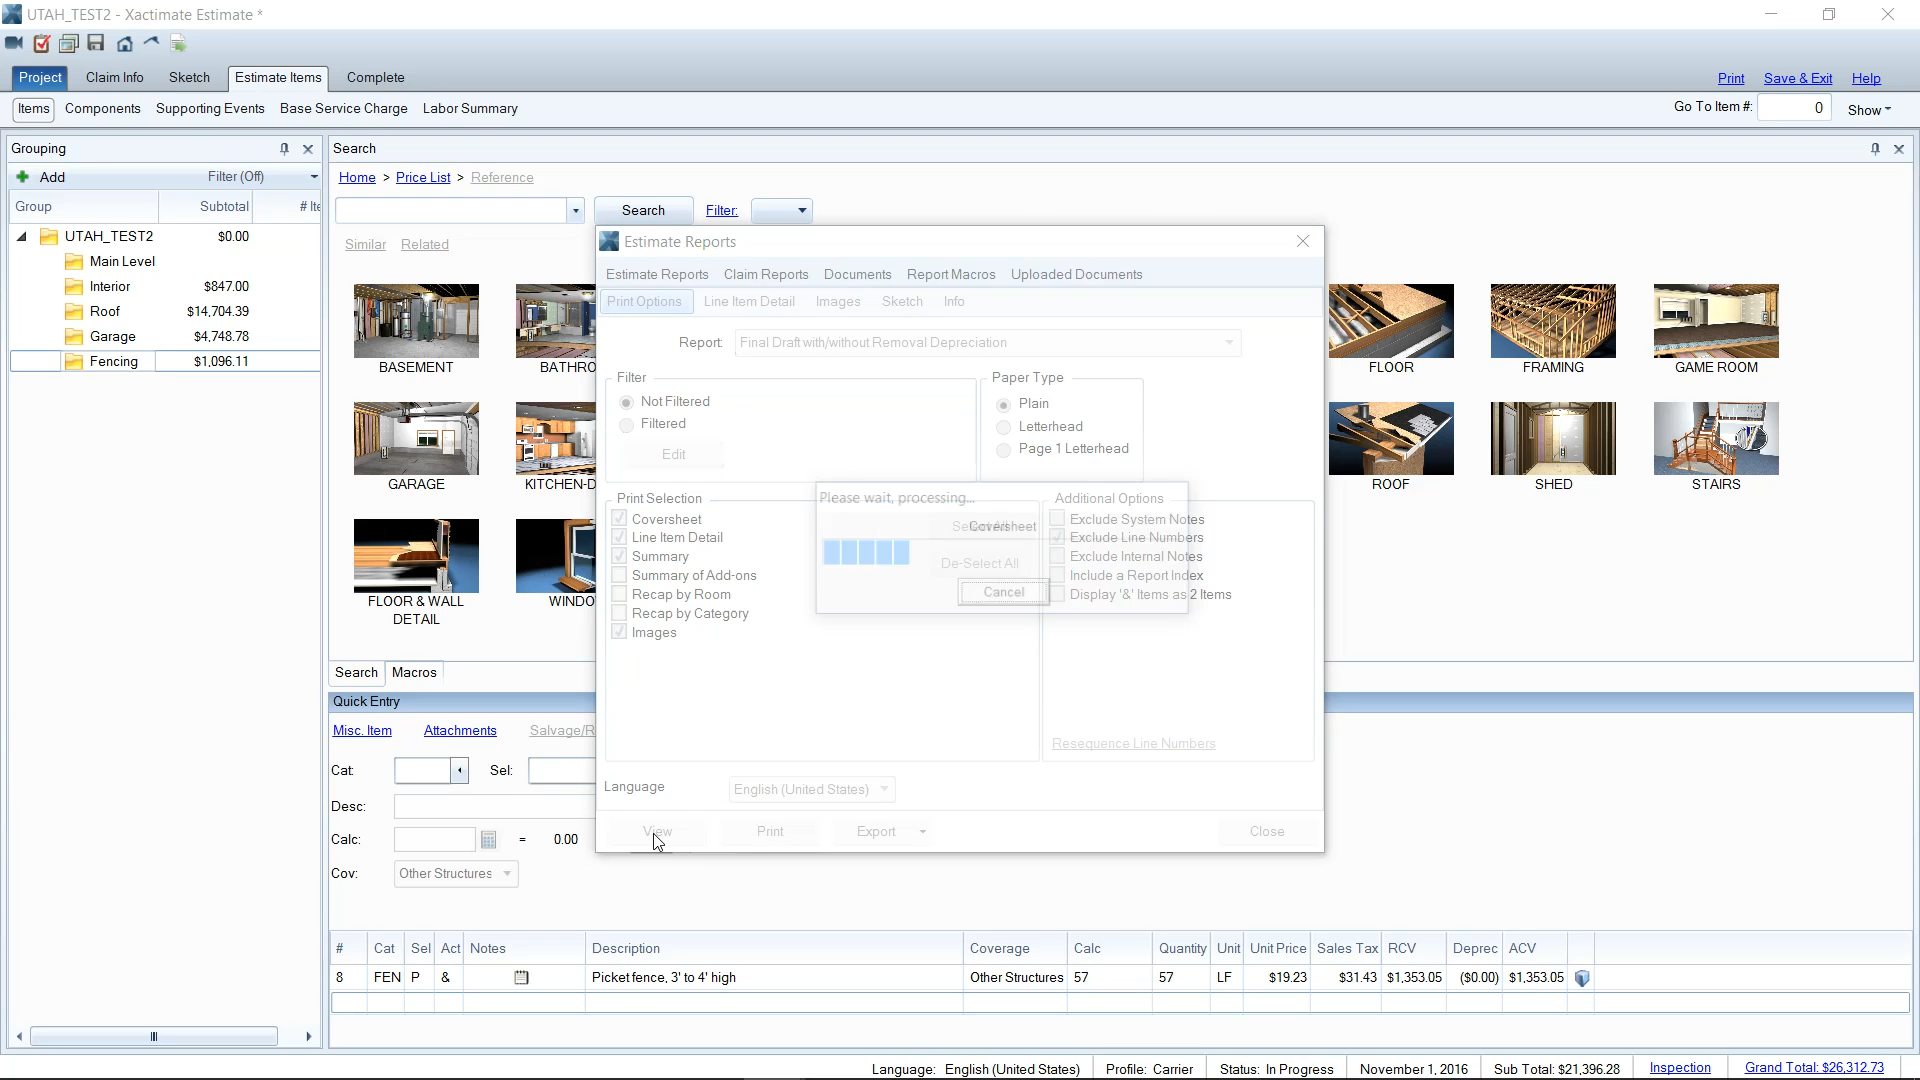 UTAH_TEST2 - Xactimate Estimate *
Project Claim Info Sketch Estimate Items Complete
Print Save & Exit Help
Items Components Supporting Events Base Service Charge Labor Summary
Go To Item #: 0 Show
Grouping
Add Filter (Off)
Group Subtotal # Ite
UTAH_TEST2 $0.00
Main Level
Interior $847.00
Roof $14,704.39
Garage $4,748.78
Fencing $1,096.11
Search
Home > Price List > Reference
Search Filter:
Similar Related
BASEMENT BATHRO FLOOR FRAMING GAME ROOM
GARAGE KITCHEN-D ROOF SHED STAIRS
FLOOR & WALL
DETAIL
WINDO
Estimate Reports
Estimate Reports Claim Reports Documents Report Macros Uploaded Documents
Print Options Line Item Detail Images Sketch Info
Report: Final Draft with/without Removal Depreciation
Filter
Not Filtered
Filtered
Edit
Paper Type
Plain
Letterhead
Page 1 Letterhead
Print Selection
Coversheet
Line Item Detail
Summary
Summary of Add-ons
Recap by Room
Recap by Category
Images
Please wait, processing...
Coversheet
De-Select All
Cancel
Additional Options
Exclude System Notes
Exclude Line Numbers
Exclude Internal Notes
Include a Report Index
Display '&' Items as 2 Items
Resequence Line Numbers
Language English (United States)
View Print Export Close
Search Macros
Quick Entry
Misc. Item Attachments Salvage/R
Cat: Sel:
Desc:
Calc: = 0.00
Cov: Other Structures
# Cat Sel Act Notes Description Coverage Calc Quantity Unit Unit Price Sales Tax RCV Deprec ACV
8 FEN P & Picket fence, 3' to 4' high Other Structures 57 57 LF $19.23 $31.43 $1,353.05 ($0.00) $1,353.05
Language: English (United States) Profile: Carrier Status: In Progress November 1, 2016 Sub Total: $21,396.28 Inspection Grand Total: $26,312.73